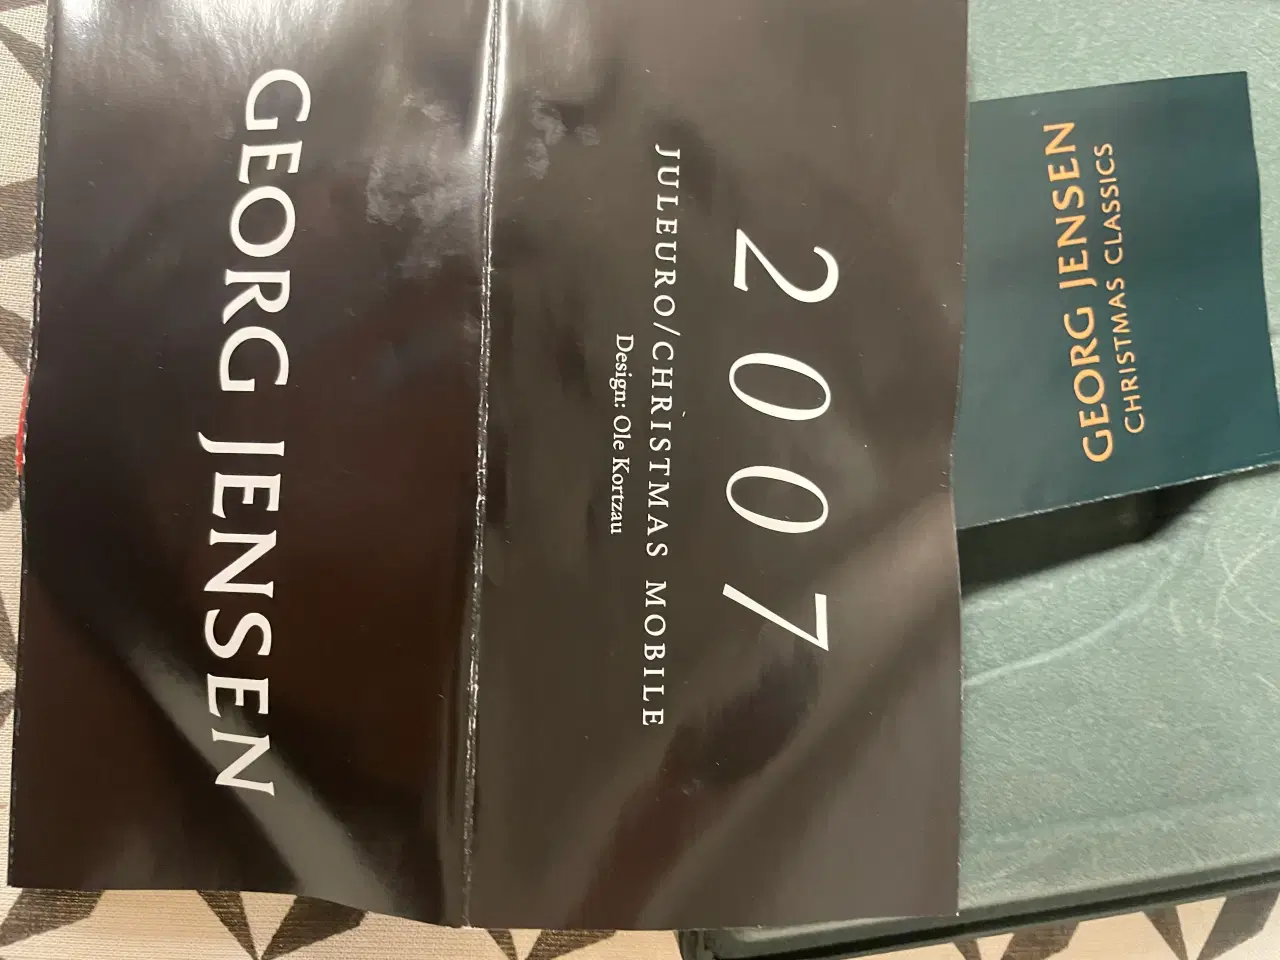 2007
JULEURO/CHRISTMAS MOBILE
Design: Ole Kortzau
GEORG JENSEN
GEORG JENSEN
CHRISTMAS CLASSICS